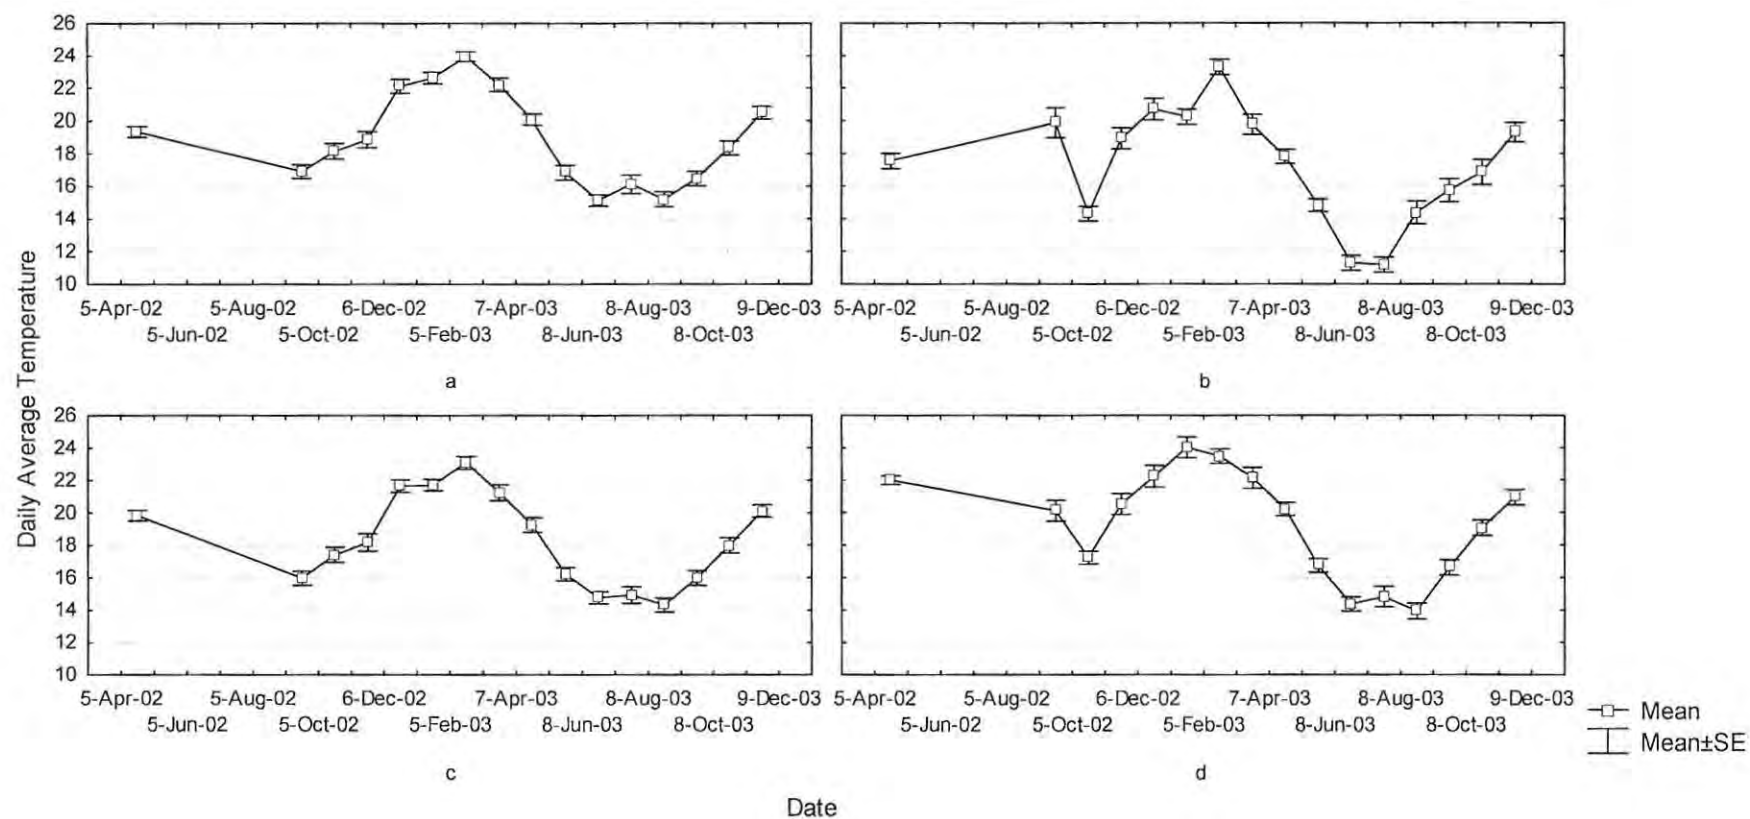 26 24 22 20 18 16 14 12 10
5-Apr-02 5-Aug-02 6-Dec-02 7-Apr-03 8-Aug-03 9-Dec-03
5-Jun-02 5-Oct-02 5-Feb-03 8-Jun-03 8-Oct-03
a
5-Apr-02 5-Aug-02 6-Dec-02 7-Apr-03 8-Aug-03 9-Dec-03
5-Jun-02 5-Oct-02 5-Feb-03 8-Jun-03 8-Oct-03
b
Daily Average Temperature
26 24 22 20 18 16 14 12 10
5-Apr-02 5-Aug-02 6-Dec-02 7-Apr-03 8-Aug-03 9-Dec-03
5-Jun-02 5-Oct-02 5-Feb-03 8-Jun-03 8-Oct-03
c
5-Apr-02 5-Aug-02 6-Dec-02 7-Apr-03 8-Aug-03 9-Dec-03
5-Jun-02 5-Oct-02 5-Feb-03 8-Jun-03 8-Oct-03
d
Mean
Mean±SE
Date